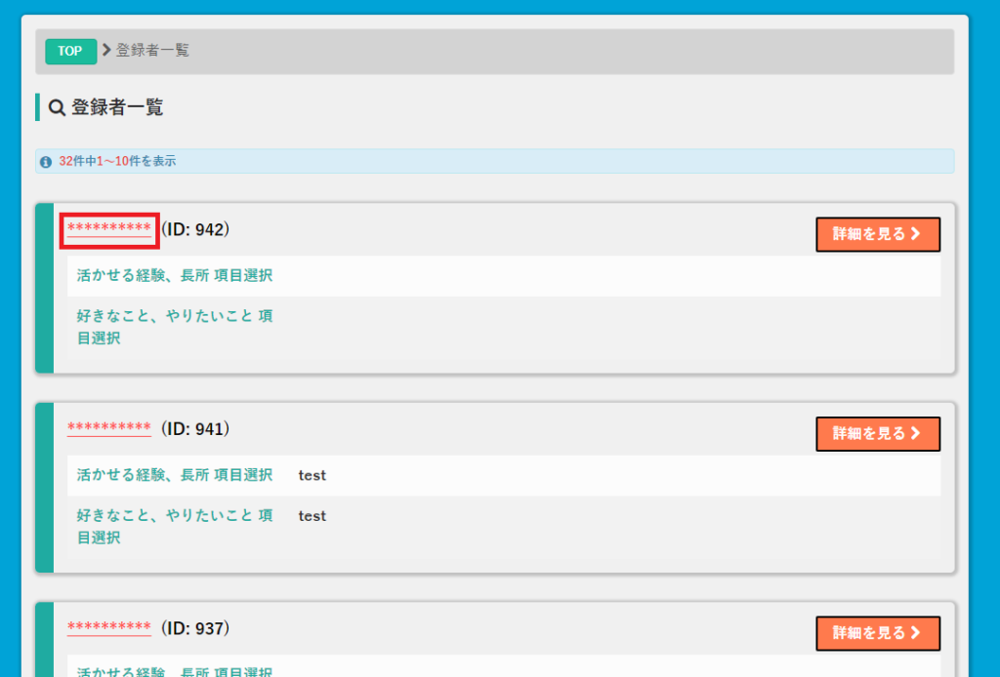 TOP 登録者一覧
登録者一覧
32件中1～10件を表示
********** (ID: 942)
詳細を見る
活かせる経験、長所 項目選択
好きなこと、やりたいこと 項
目選択
********** (ID: 941)
詳細を見る
活かせる経験、長所 項目選択 test
好きなこと、やりたいこと 項 test
目選択
********** (ID: 937)
詳細を見る
活かせる経験、長所 項目選択